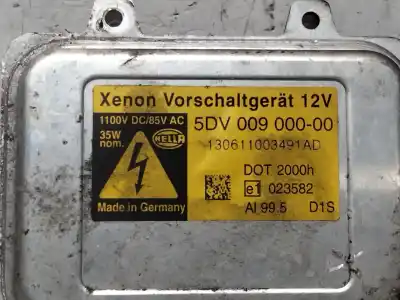 Xenon Vorschaltgerät 12V
1100V DC/85V AC
35W
nom.
HELLA
5DV 009 000-00
130611003491AD
DOT 2000h
e1 023582
Made in Germany
Al 99.5 D1S